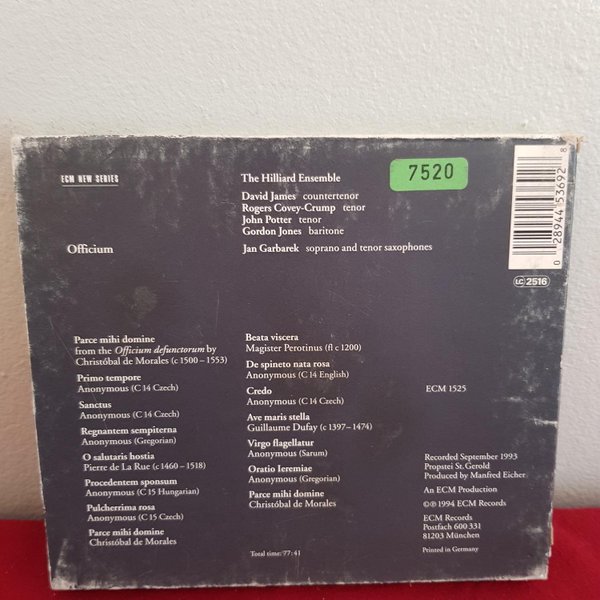 ECM NEW SERIES
The Hilliard Ensemble
David James countertenor
Rogers Covey-Crump tenor
John Potter tenor
Gordon Jones baritone
Officium
Jan Garbarek soprano and tenor saxophones
7520
0 28944 53692 8
LC 2516
Parce mihi domine
from the Officium defunctorum by
Christóbal de Morales (c 1500–1553)
Primo tempore
Anonymous (C 14 Czech)
Sanctus
Anonymous (C 14 Czech)
Regnantem sempiterna
Anonymous (Gregorian)
O salutaris hostia
Pierre de La Rue (c 1460–1518)
Procedentem sponsum
Anonymous (C 15 Hungarian)
Pulcherrima rosa
Anonymous (C 15 Czech)
Parce mihi domine
Christóbal de Morales
Beata viscera
Magister Perotinus (fl c 1200)
De spineto nata rosa
Anonymous (C 14 English)
Credo
Anonymous (C 14 Czech)
Ave maris stella
Guillaume Dufay (c 1397–1474)
Virgo flagellatur
Anonymous (Sarum)
Oratio Ieremiae
Anonymous (Gregorian)
Parce mihi domine
Christóbal de Morales
Total time: 77:41
ECM 1525
Recorded September 1993
Propstei St. Gerold
Produced by Manfred Eicher
An ECM Production
©℗ 1994 ECM Records
ECM Records
Postfach 600 331
81203 München
Printed in Germany